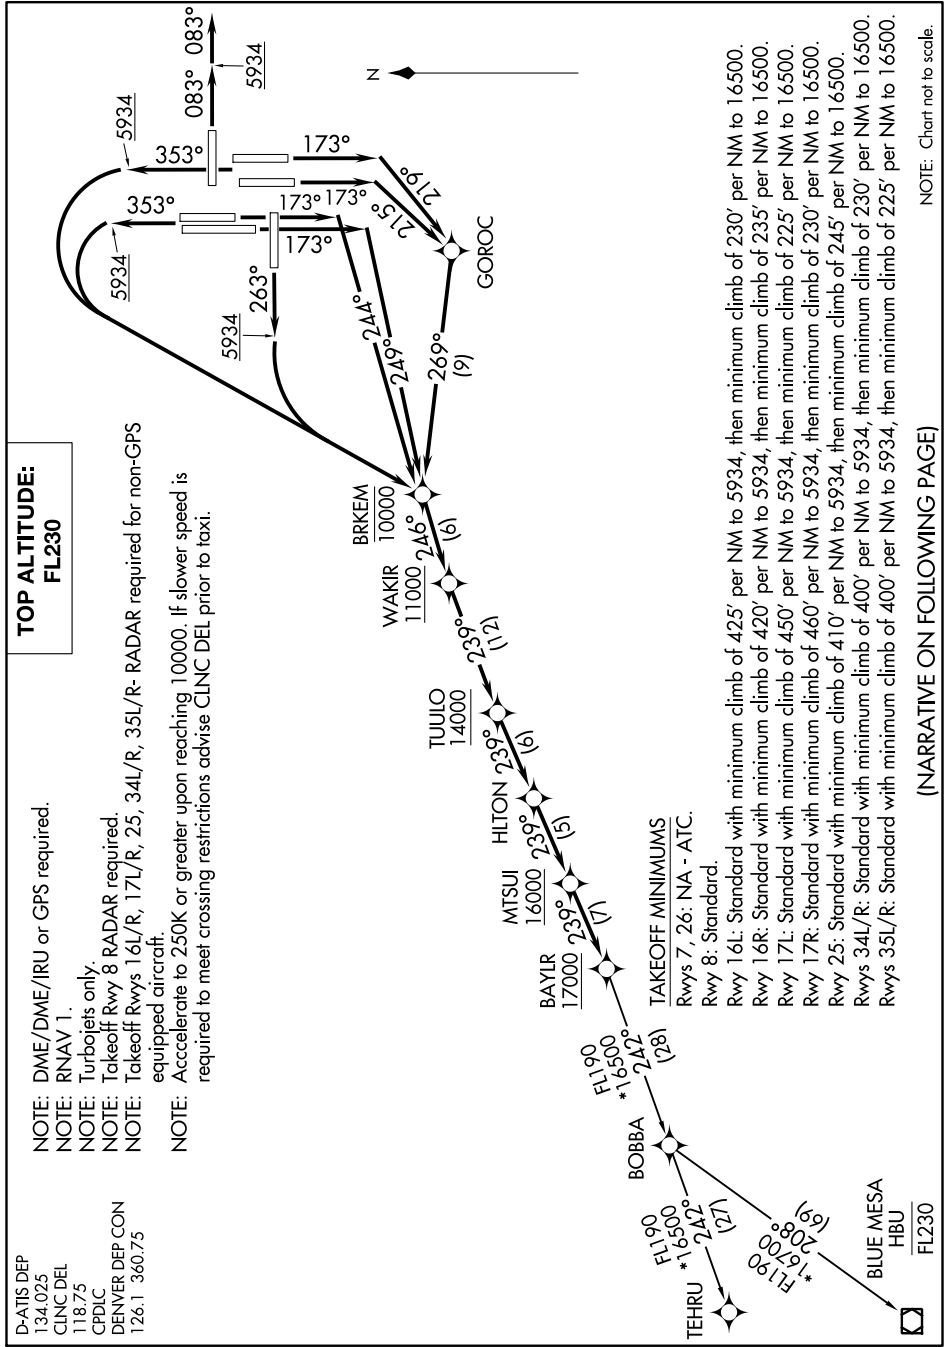 TOP ALTITUDE:
FL230
D-ATIS DEP
134.025
CLNC DEL
118.75
CPDLC
DENVER DEP CON
126.1 360.75
NOTE: DME/DME/IRU or GPS required.
NOTE: RNAV 1.
NOTE: Turbojets only.
NOTE: Takeoff Rwy 8 RADAR required.
NOTE: Takeoff Rwys 16L/R, 17L/R, 25, 34L/R, 35L/R- RADAR required for non-GPS
equipped aircraft.
NOTE: Acccelerate to 250K or greater upon reaching 10000. If slower speed is
required to meet crossing restrictions advise CLNC DEL prior to taxi.
5934
353°
083°
083°
5934
353°
5934
173°
173°
173°
173°
219°
215°
263°
5934
244°
249°
GOROC
269°
(9)
N
BRKEM
10000
246°
(6)
WAKIR
11000
239°
(12)
TUULO
14000
239°
(6)
HLTON
239°
(5)
MTSUI
16000
239°
(7)
BAYLR
17000
FL190
*16500
242°
(28)
BOBBA
FL190
*16500
242°
(27)
TEHRU
FL190
*16700
208°
(69)
BLUE MESA
HBU
FL230
TAKEOFF MINIMUMS
Rwys 7, 26: NA - ATC.
Rwy 8: Standard.
Rwy 16L: Standard with minimum climb of 425' per NM to 5934, then minimum climb of 230' per NM to 16500.
Rwy 16R: Standard with minimum climb of 420' per NM to 5934, then minimum climb of 235' per NM to 16500.
Rwy 17L: Standard with minimum climb of 450' per NM to 5934, then minimum climb of 225' per NM to 16500.
Rwy 17R: Standard with minimum climb of 460' per NM to 5934, then minimum climb of 230' per NM to 16500.
Rwy 25: Standard with minimum climb of 410' per NM to 5934, then minimum climb of 245' per NM to 16500.
Rwys 34L/R: Standard with minimum climb of 400' per NM to 5934, then minimum climb of 230' per NM to 16500.
Rwys 35L/R: Standard with minimum climb of 400' per NM to 5934, then minimum climb of 225' per NM to 16500.
(NARRATIVE ON FOLLOWING PAGE)
NOTE: Chart not to scale.